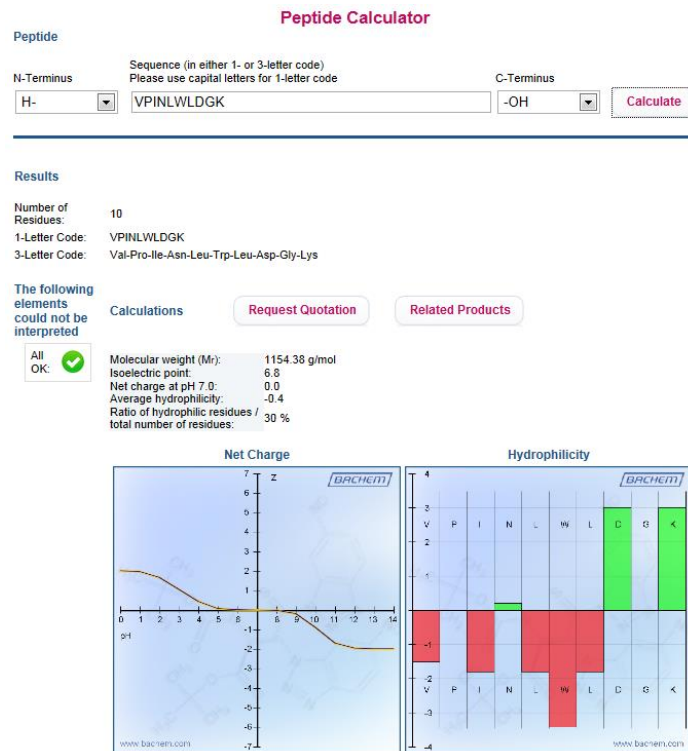 Peptide Calculator
Peptide
Sequence (in either 1- or 3-letter code)
N-Terminus Please use capital letters for 1-letter code C-Terminus
H- VPINLWLDGK -OH Calculate
Results
Number of
Residues: 10
1-Letter Code: VPINLWLDGK
3-Letter Code: Val-Pro-Ile-Asn-Leu-Trp-Leu-Asp-Gly-Lys
The following
elements
could not be
interpreted
All
OK:
Calculations Request Quotation Related Products
Molecular weight (Mr): 1154.38 g/mol
Isoelectric point: 6.8
Net charge at pH 7.0: 0.0
Average hydrophilicity: -0.4
Ratio of hydrophilic residues /
total number of residues: 30 %
Net Charge
7 Z BACHEM
6
5
4
3
2
1
0 1 2 3 4 5 6 8 9 10 11 12 13 14
pH
-1
-2
-3
-4
-5
-6
-7
www.bachem.com
Hydrophilicity
4 BACHEM
3
V P I N L W L D G K
2
1
-1
-2
V P I N L W L D G K
-3
-4
www.bachem.com